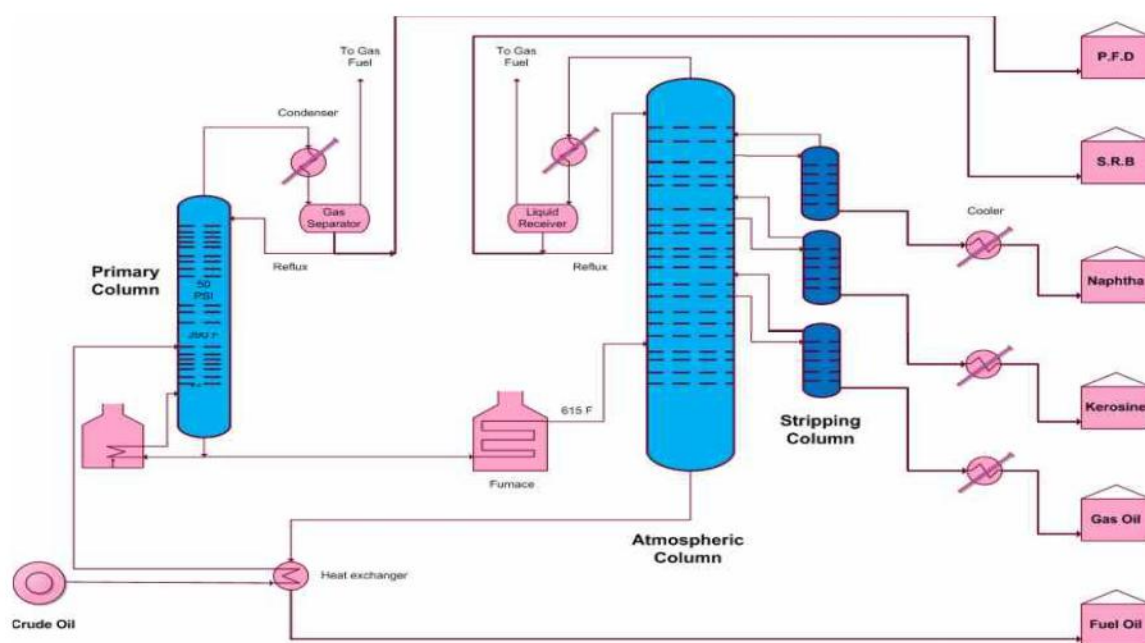 To Gas
Fuel
To Gas
Fuel
P.F.D
Condenser
S.R.B
Gas
Separator
Liquid
Receiver
Cooler
Reflux
Reflux
Primary
Column
50
PSI
Naphtha
615 F
Stripping
Column
Kerosine
Furnace
Gas Oil
Atmospheric
Column
Heat exchanger
Crude Oil
Fuel Oil